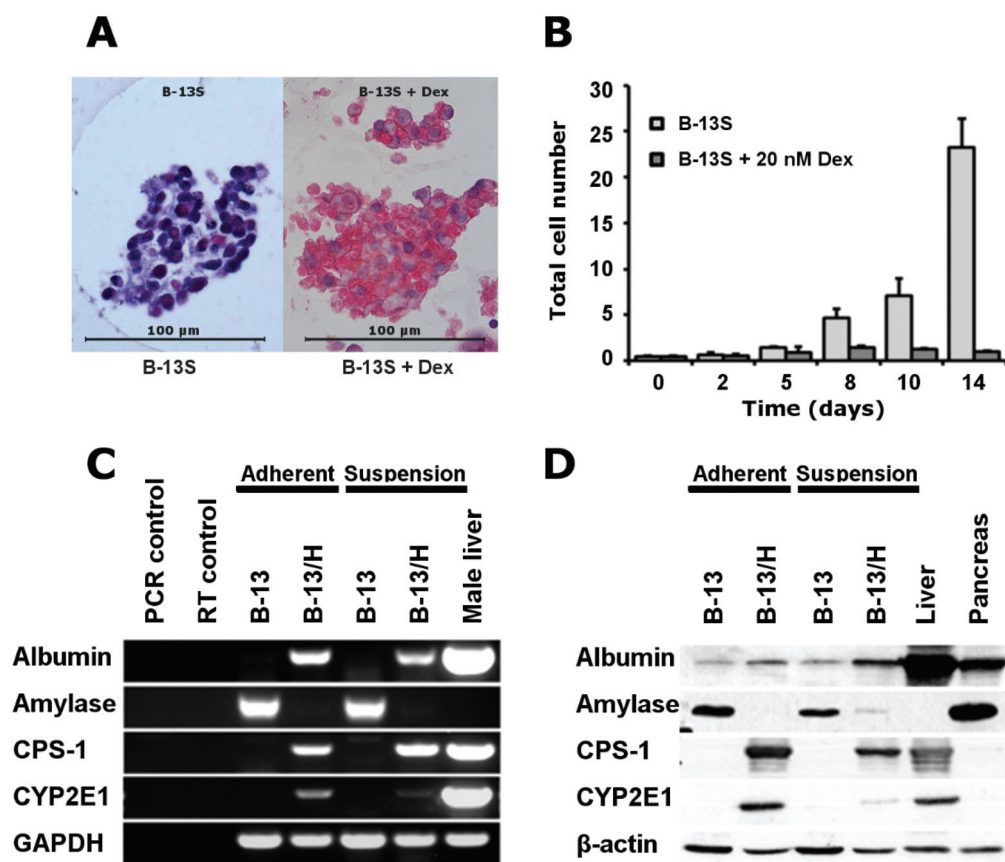 A
B-13S
B-13S + Dex
100 µm
100 µm
B-13S
B-13S + Dex
B
Total cell number
30
25
20
15
10
5
0
B-13S
B-13S + 20 nM Dex
0 2 5 8 10 14
Time (days)
C
Adherent Suspension
PCR control
RT control
B-13
B-13/H
B-13
B-13/H
Male liver
Albumin
Amylase
CPS-1
CYP2E1
GAPDH
D
Adherent Suspension
B-13
B-13/H
B-13
B-13/H
Liver
Pancreas
Albumin
Amylase
CPS-1
CYP2E1
β-actin